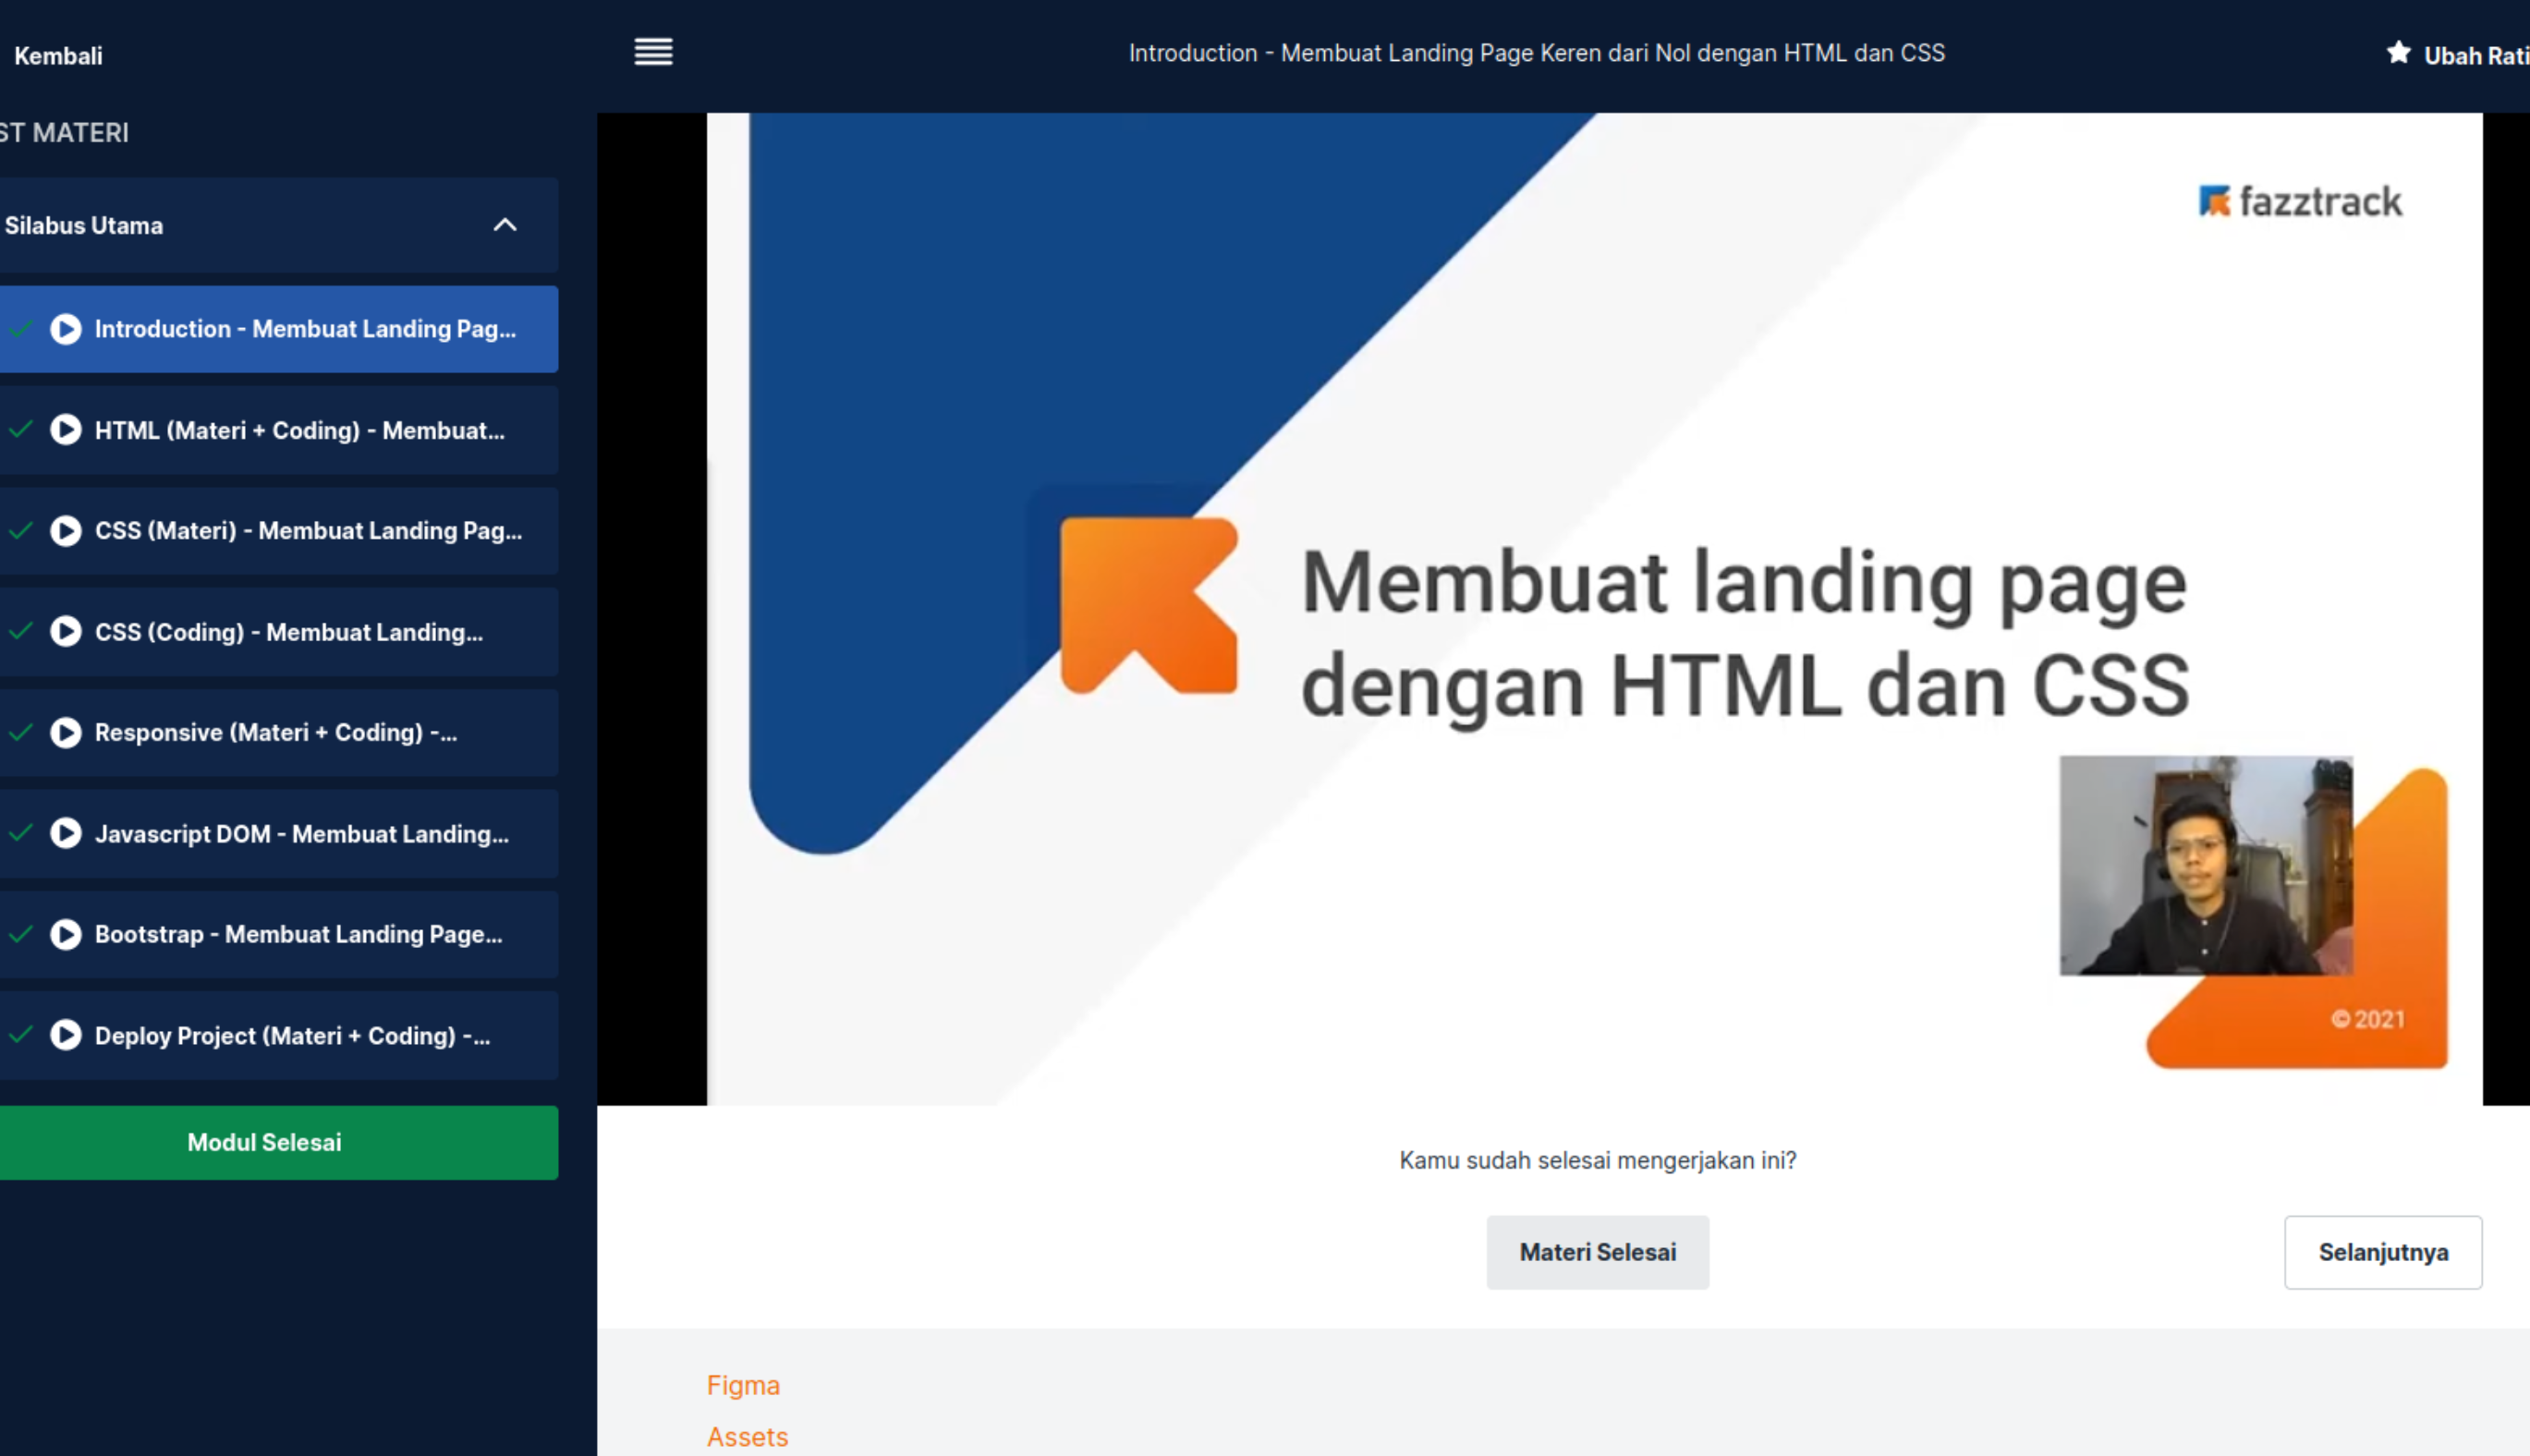 Kembali
Introduction - Membuat Landing Page Keren dari Nol dengan HTML dan CSS
Ubah Rati
ST MATERI
Silabus Utama
Introduction - Membuat Landing Pag...
HTML (Materi + Coding) - Membuat...
CSS (Materi) - Membuat Landing Pag...
CSS (Coding) - Membuat Landing...
Responsive (Materi + Coding) -...
Javascript DOM - Membuat Landing...
Bootstrap - Membuat Landing Page...
Deploy Project (Materi + Coding) -...
Modul Selesai
fazztrack
Membuat landing page
dengan HTML dan CSS
© 2021
Kamu sudah selesai mengerjakan ini?
Materi Selesai
Selanjutnya
Figma
Assets